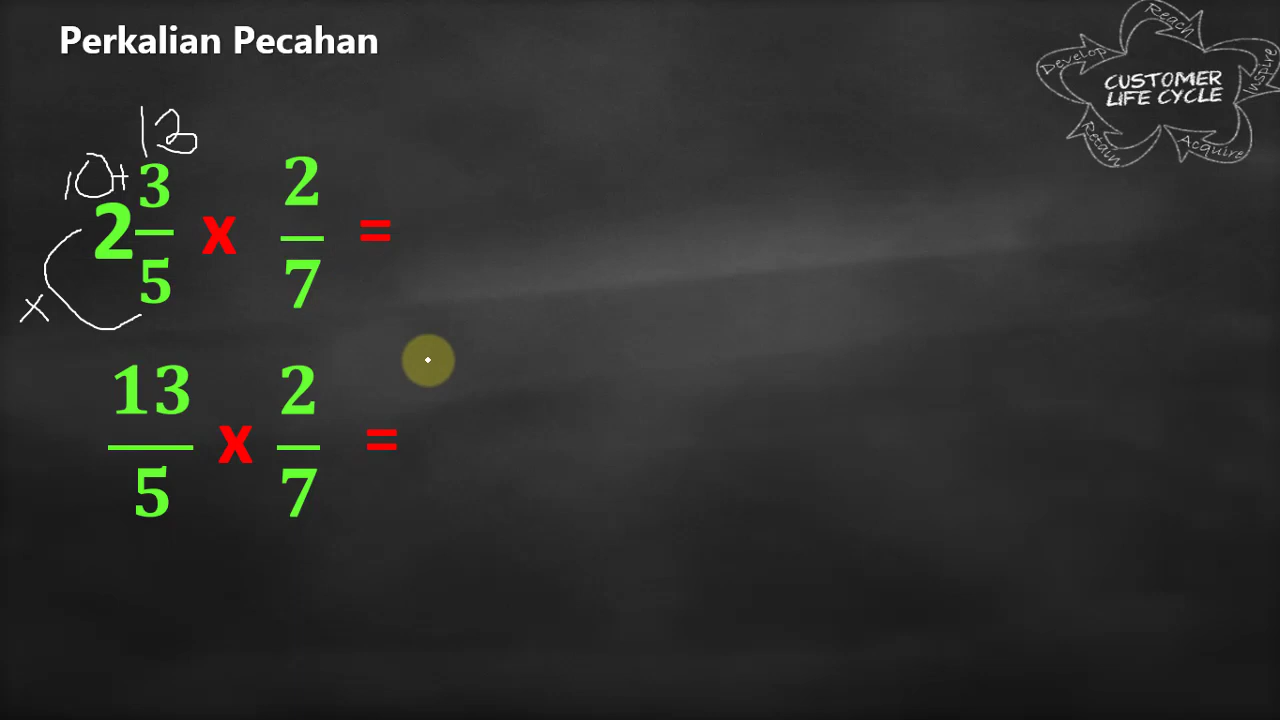 Perkalian Pecahan
Reach
Develop
Inspire
CUSTOMER
LIFE CYCLE
Retain
Acquire
13
10+
2 3/5 x 2/7 =
x
13/5 x 2/7 =